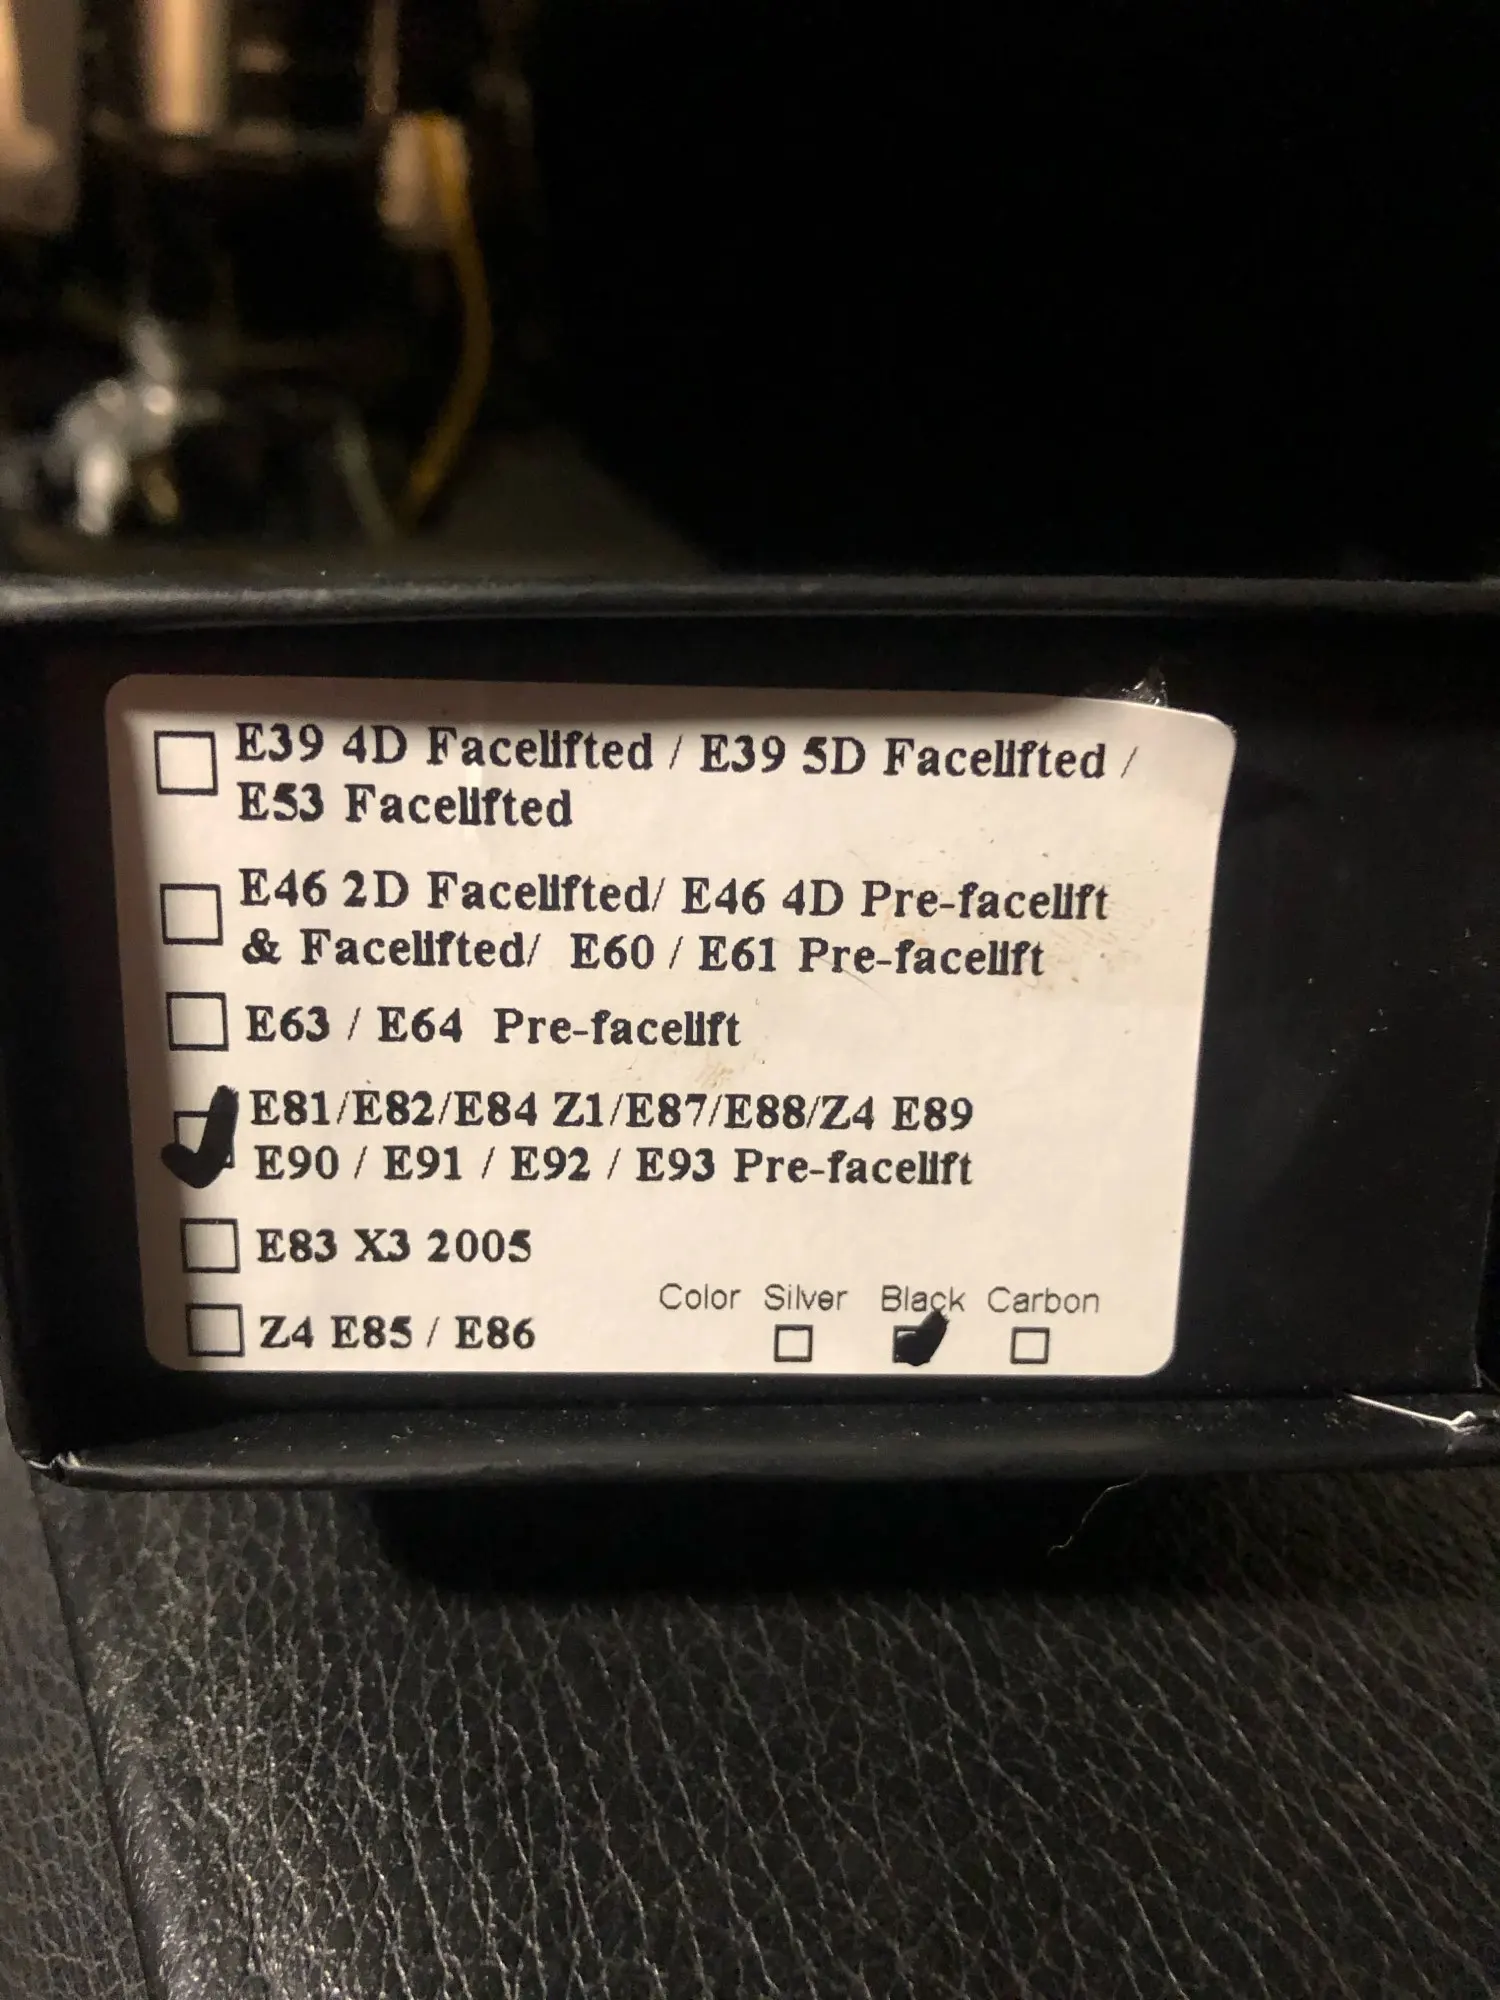 E39 4D Facelifted / E39 5D Facelifted /
E53 Facelifted
E46 2D Facelifted/ E46 4D Pre-facelift
& Facelifted/ E60 / E61 Pre-facelift
E63 / E64 Pre-facelift
E81/E82/E84 Z1/E87/E88/Z4 E89
E90 / E91 / E92 / E93 Pre-facelift
E83 X3 2005
Color Silver Black Carbon
Z4 E85 / E86